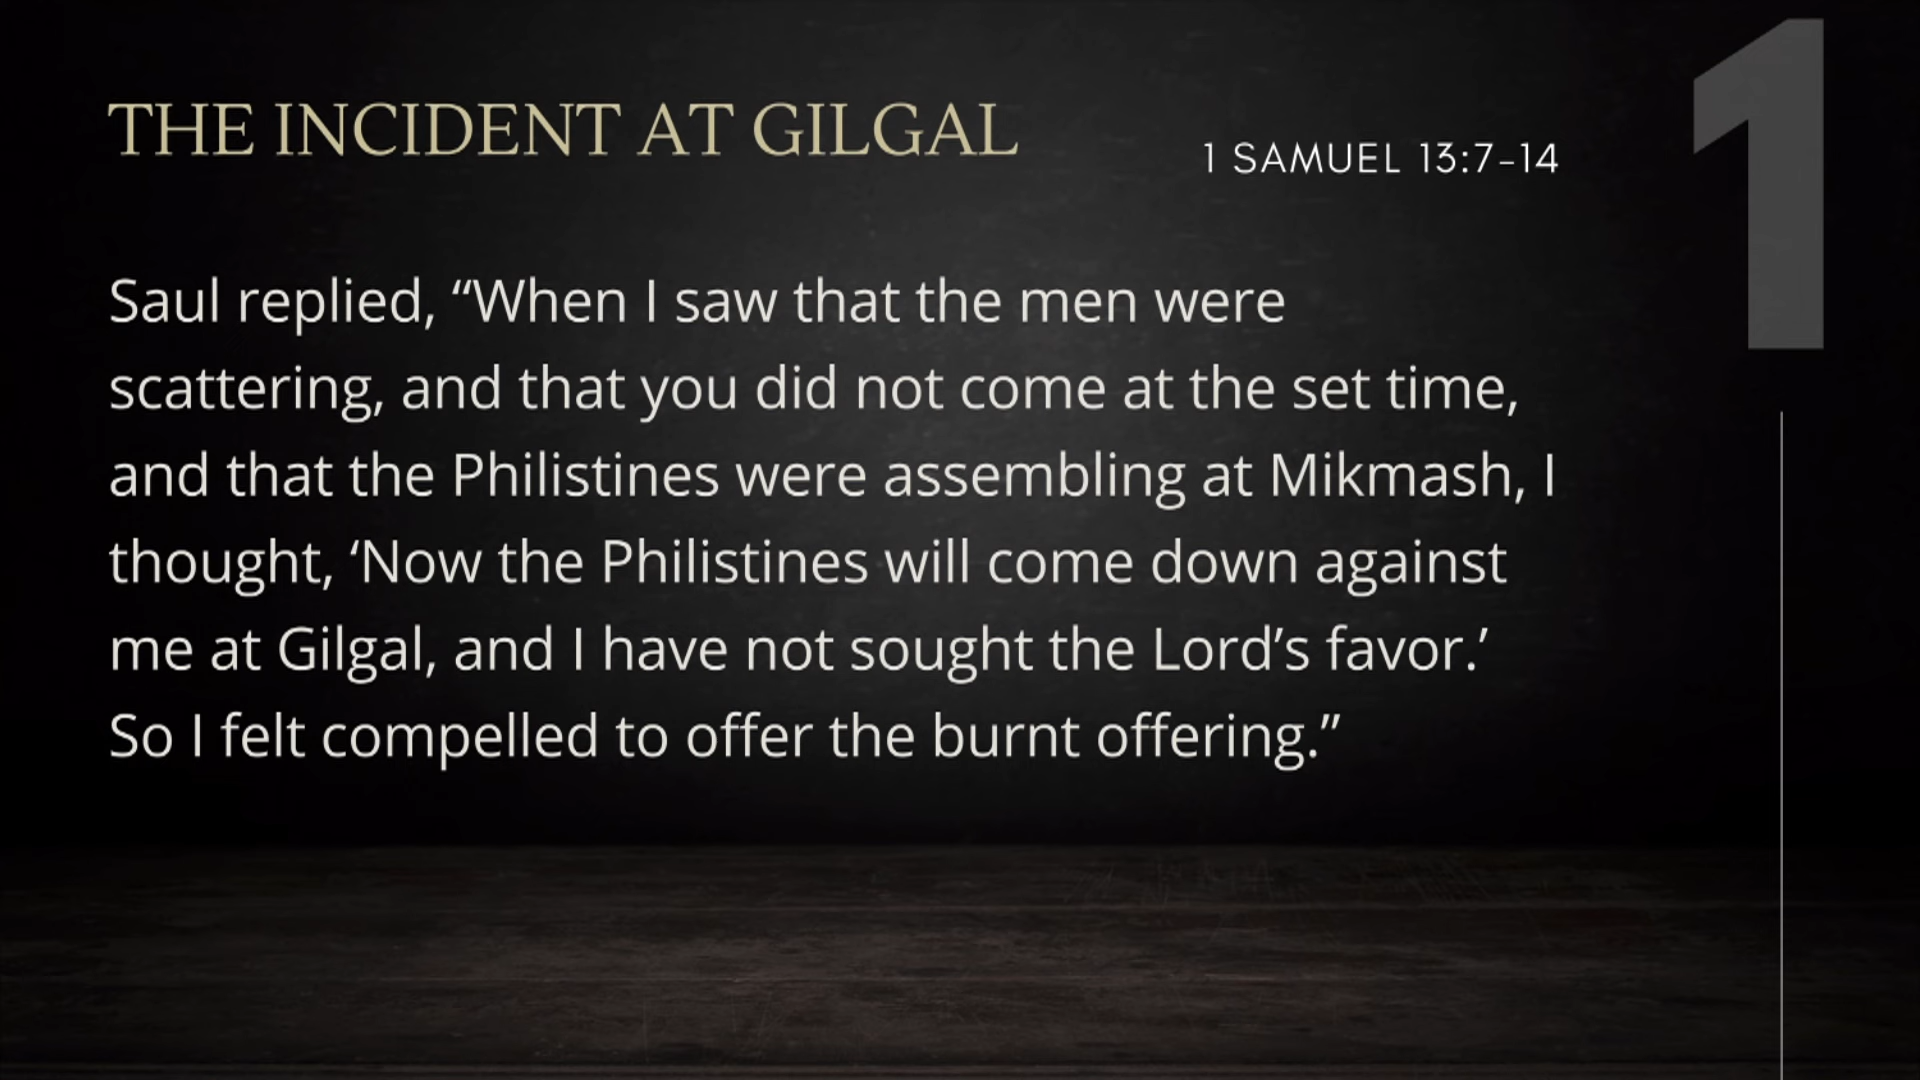 THE INCIDENT AT GILGAL
1 SAMUEL 13:7-14
1
Saul replied, “When I saw that the men were
scattering, and that you did not come at the set time,
and that the Philistines were assembling at Mikmash, I
thought, ‘Now the Philistines will come down against
me at Gilgal, and I have not sought the Lord’s favor.’
So I felt compelled to offer the burnt offering.”